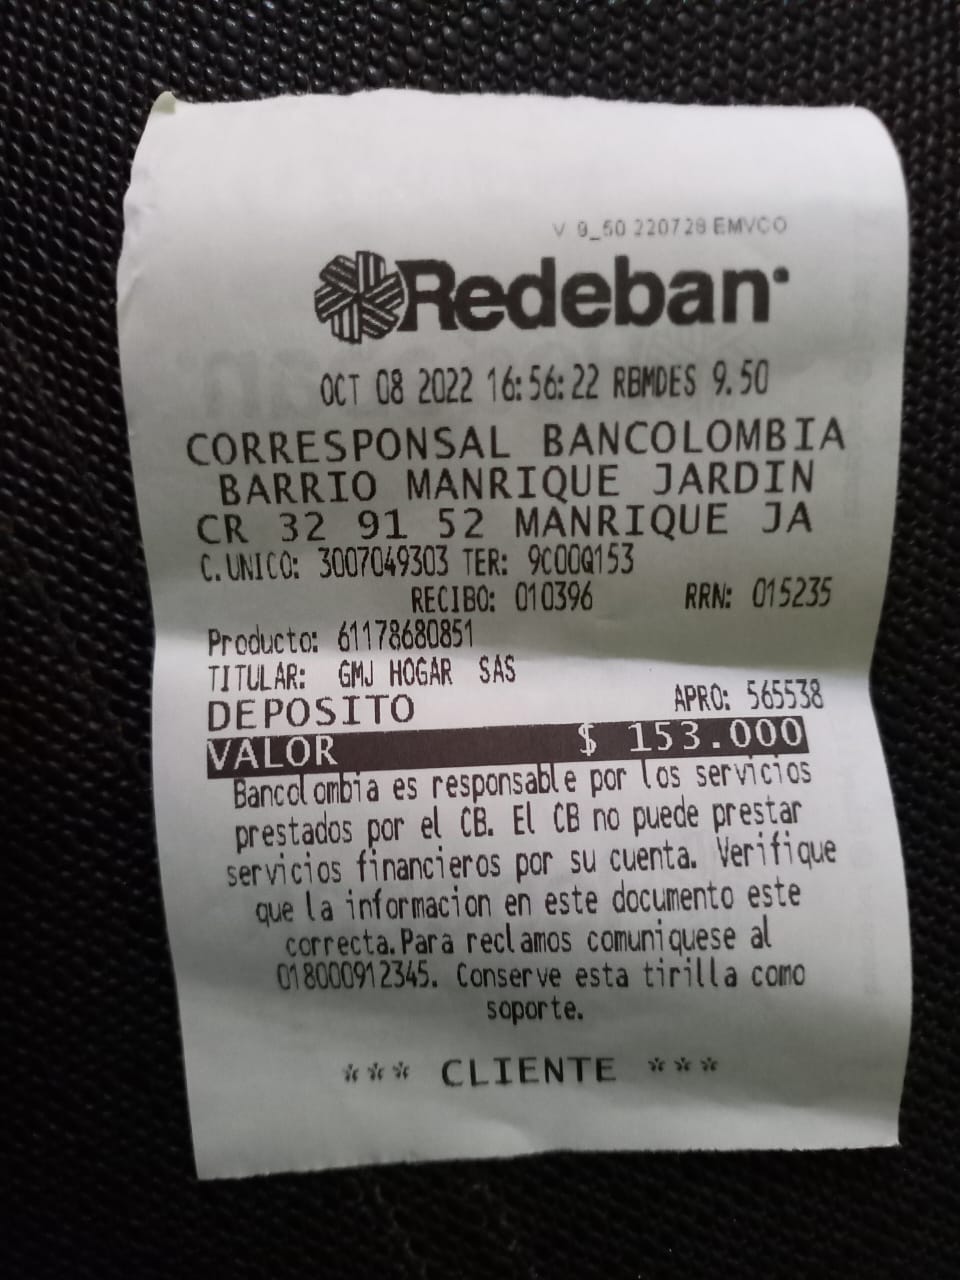 V 9_50 220728 EMVCO
Redeban
OCT 08 2022 16:56:22 RBMDES 9.50
CORRESPONSAL BANCOLOMBIA
BARRIO MANRIQUE JARDIN
CR 32 91 52 MANRIQUE JA
C.UNICO: 3007049303 TER: 9C00Q153
RECIBO: 010396 RRN: 015235
Producto: 61178680851
TITULAR: GMJ HOGAR SAS
DEPOSITO APRO: 565538
VALOR $ 153.000
Bancolombia es responsable por los servicios
prestados por el CB. El CB no puede prestar
servicios financieros por su cuenta. Verifique
que la informacion en este documento este
correcta.Para reclamos comuniquese al
018000912345. Conserve esta tirilla como
soporte.
*** CLIENTE ***